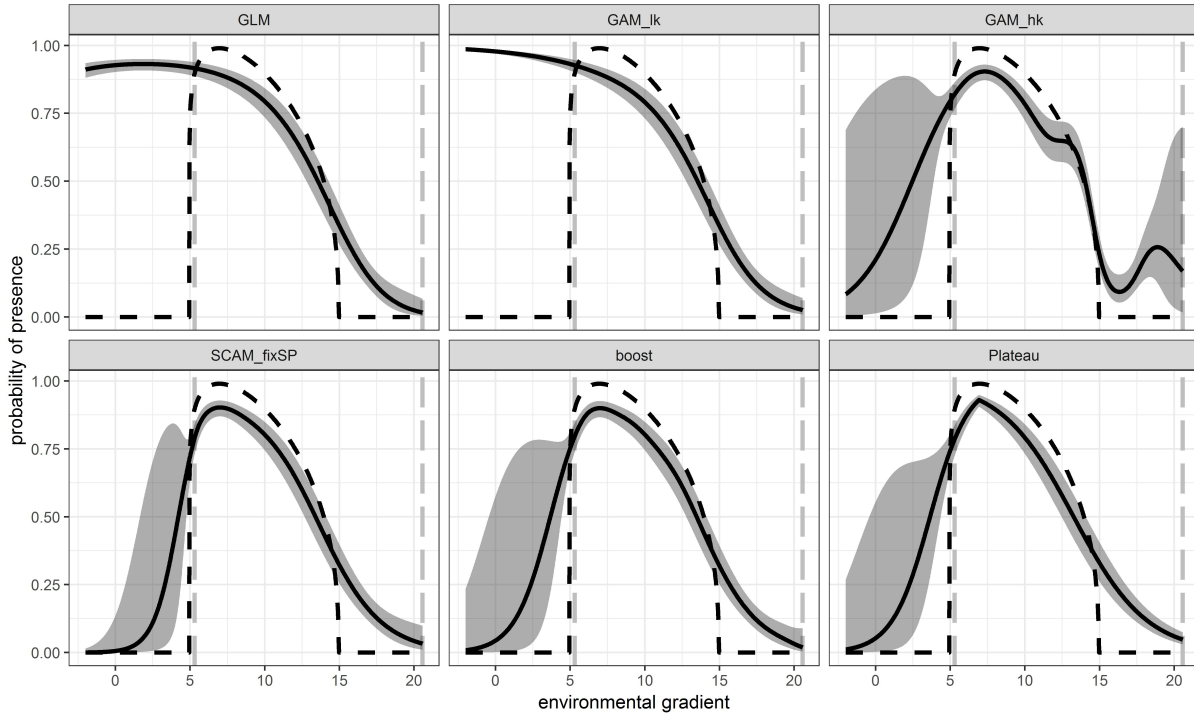 GLM
GAM_lk
GAM_hk
1.00
0.75
0.50
0.25
0.00
SCAM_fixSP
boost
Plateau
1.00
0.75
0.50
0.25
0.00
0 5 10 15 20
0 5 10 15 20
0 5 10 15 20
probability of presence
environmental gradient